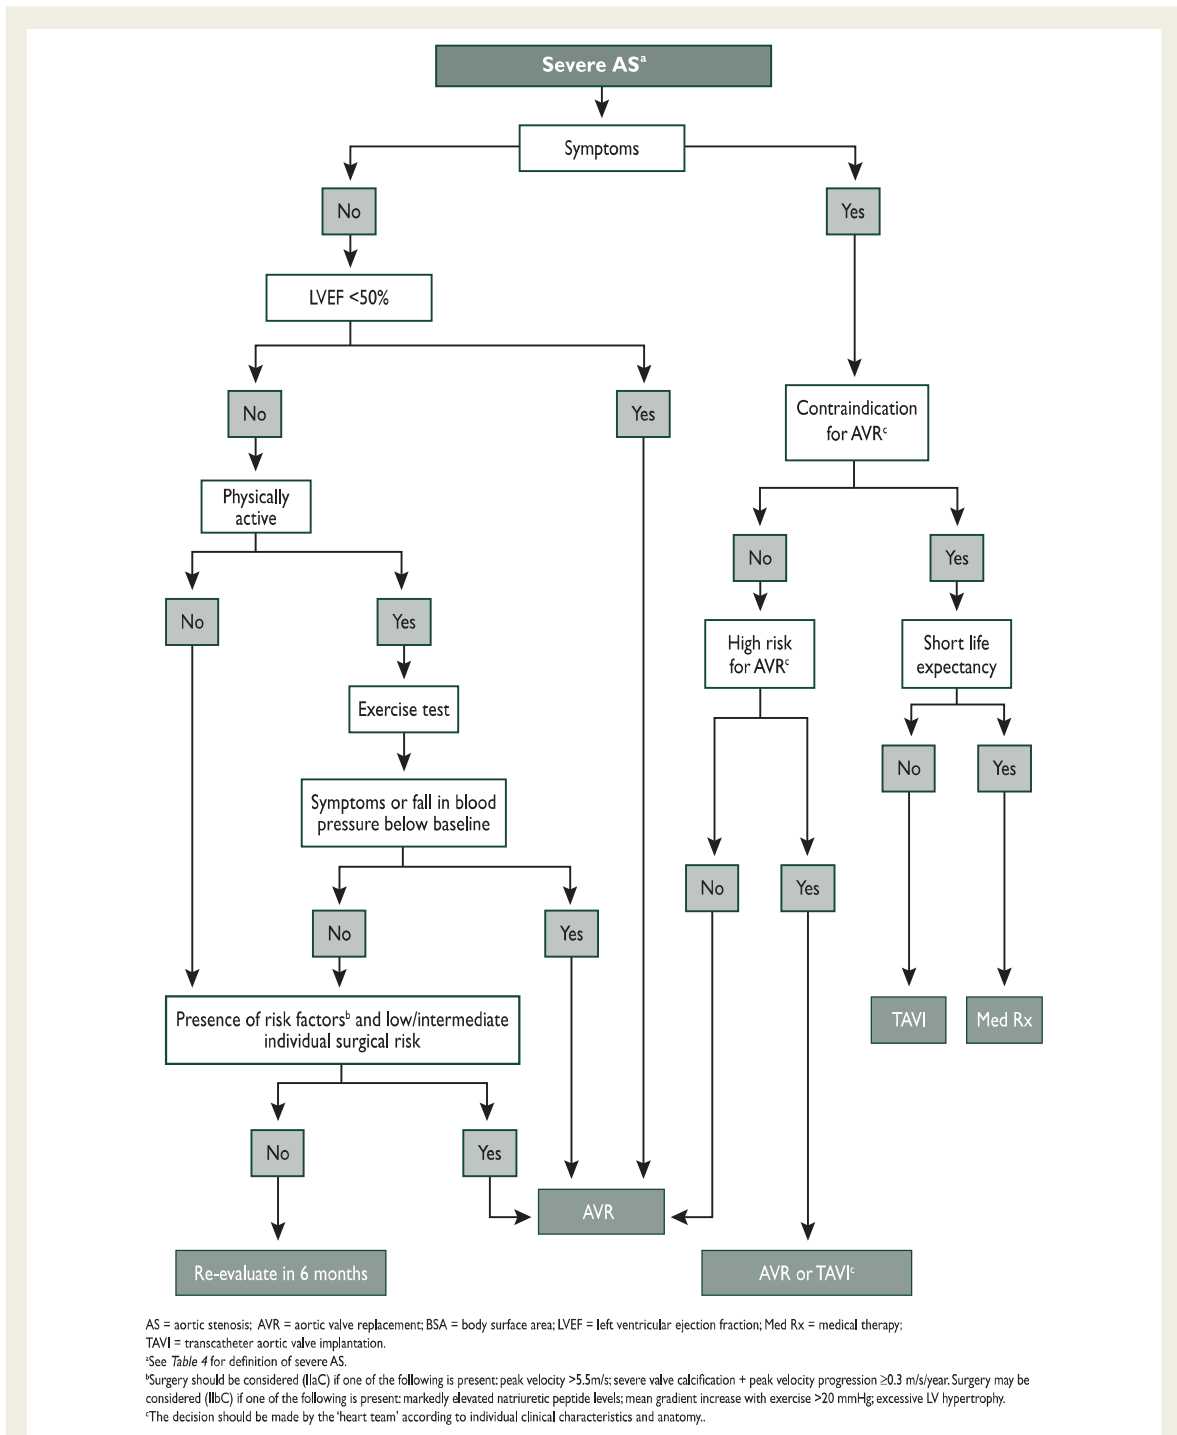 Severe ASa
Symptoms
No
Yes
LVEF <50%
No
Yes
Contraindication
for AVRc
Physically
active
No
Yes
No
Yes
High risk
for AVRc
Short life
expectancy
Exercise test
No
Yes
Symptoms or fall in blood
pressure below baseline
No
Yes
No
Yes
Presence of risk factorsb and low/intermediate
individual surgical risk
TAVI
Med Rx
No
Yes
AVR
Re-evaluate in 6 months
AVR or TAVIc
AS = aortic stenosis; AVR = aortic valve replacement; BSA = body surface area; LVEF = left ventricular ejection fraction; Med Rx = medical therapy;
TAVI = transcatheter aortic valve implantation.
aSee Table 4 for definition of severe AS.
bSurgery should be considered (IIaC) if one of the following is present: peak velocity >5.5m/s; severe valve calcification + peak velocity progression ≥0.3 m/s/year. Surgery may be
considered (IIbC) if one of the following is present: markedly elevated natriuretic peptide levels; mean gradient increase with exercise >20 mmHg; excessive LV hypertrophy.
cThe decision should be made by the ‘heart team’ according to individual clinical characteristics and anatomy..